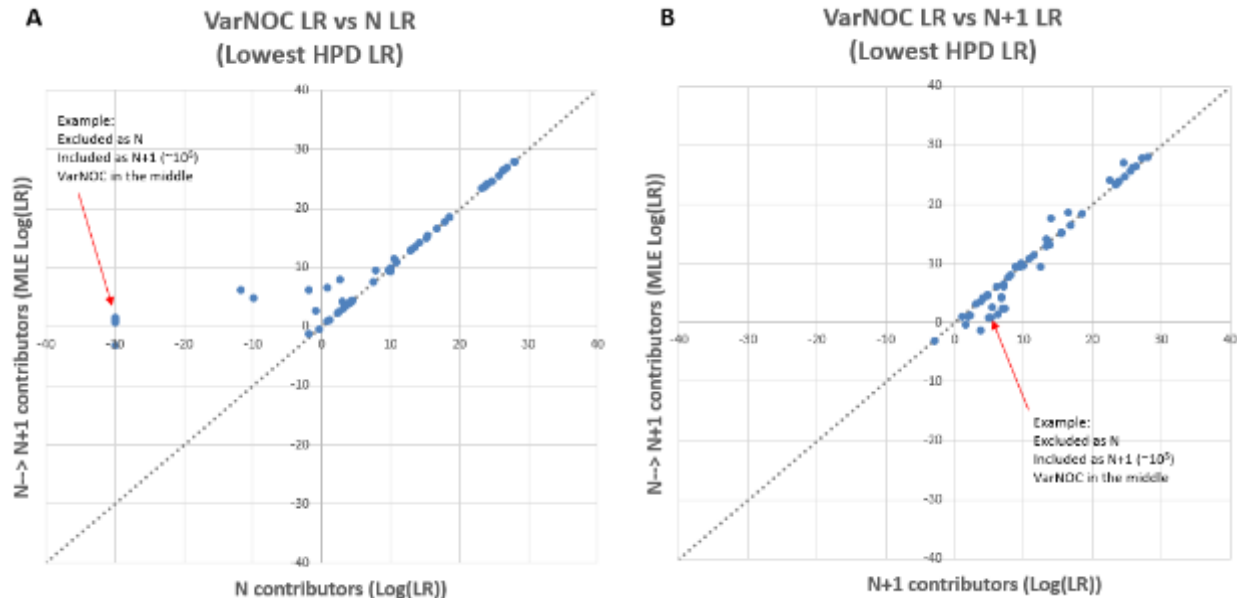 A
VarNOC LR vs N LR
(Lowest HPD LR)
40
30
20
10
0
-10
-20
-30
-40
-40
-30
-20
-10
0
10
20
30
40
Example:
Excluded as N
Included as N+1 (~10⁵)
VarNOC in the middle
N--> N+1 contributors (MLE Log(LR))
N contributors (Log(LR))
B
VarNOC LR vs N+1 LR
(Lowest HPD LR)
40
30
20
10
0
-10
-20
-30
-40
-40
-30
-20
-10
0
10
20
30
40
Example:
Excluded as N
Included as N+1 (~10⁵)
VarNOC in the middle
N--> N+1 contributors (MLE Log(LR))
N+1 contributors (Log(LR))